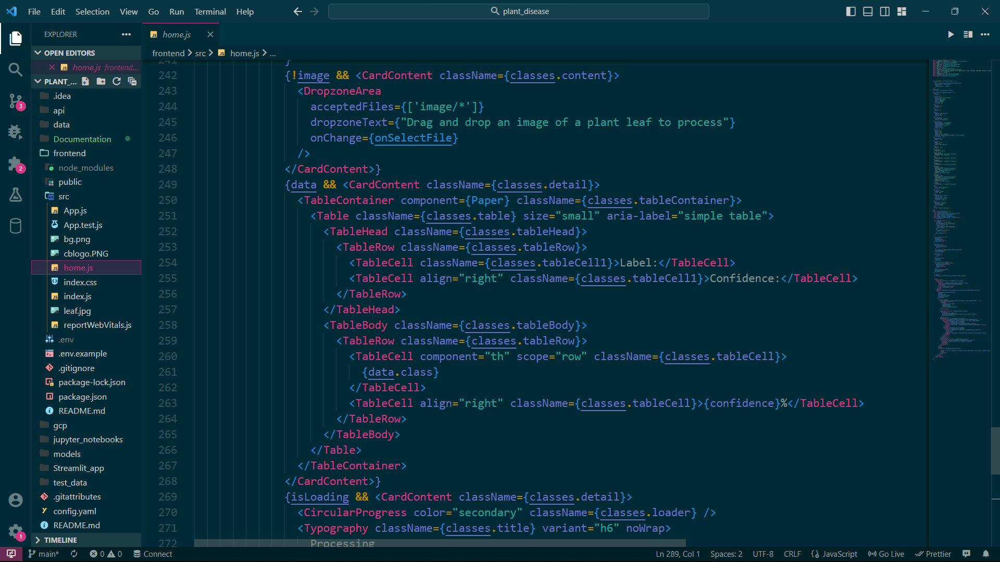 File Edit Selection View Go Run Terminal Help
plant_disease
EXPLORER
OPEN EDITORS
home.js frontend...
PLANT_...
.idea
api
data
Documentation
frontend
node_modules
public
src
App.js
App.test.js
bg.png
cblogo.PNG
home.js
index.css
index.js
leaf.jpg
reportWebVitals.js
.env
.env.example
.gitignore
package-lock.json
package.json
README.md
gcp
jupyter_notebooks
models
Streamlit_app
test_data
.gitattributes
config.yaml
README.md
TIMELINE
3
2
1
home.js
frontend > src > home.js > ...
241 }
242 {!image && <CardContent className={classes.content}>
243 <DropzoneArea
244 acceptedFiles={['image/*']}
245 dropzoneText={"Drag and drop an image of a plant leaf to process"}
246 onChange={onSelectFile}
247 />
248 </CardContent>}
249 {data && <CardContent className={classes.detail}>
250 <TableContainer component={Paper} className={classes.tableContainer}>
251 <Table className={classes.table} size="small" aria-label="simple table">
252 <TableHead className={classes.tableHead}>
253 <TableRow className={classes.tableRow}>
254 <TableCell className={classes.tableCell1}>Label:</TableCell>
255 <TableCell align="right" className={classes.tableCell1}>Confidence:</TableCell>
256 </TableRow>
257 </TableHead>
258 <TableBody className={classes.tableBody}>
259 <TableRow className={classes.tableRow}>
260 <TableCell component="th" scope="row" className={classes.tableCell}>
261 {data.class}
262 </TableCell>
263 <TableCell align="right" className={classes.tableCell}>{confidence}%</TableCell>
264 </TableRow>
265 </TableBody>
266 </Table>
267 </TableContainer>
268 </CardContent>}
269 {isLoading && <CardContent className={classes.detail}>
270 <CircularProgress color="secondary" className={classes.loader} />
271 <Typography className={classes.title} variant="h6" noWrap>
272 Processing
main* 0 0 Connect Ln 289, Col 1 Spaces: 2 UTF-8 CRLF JavaScript Go Live Prettier